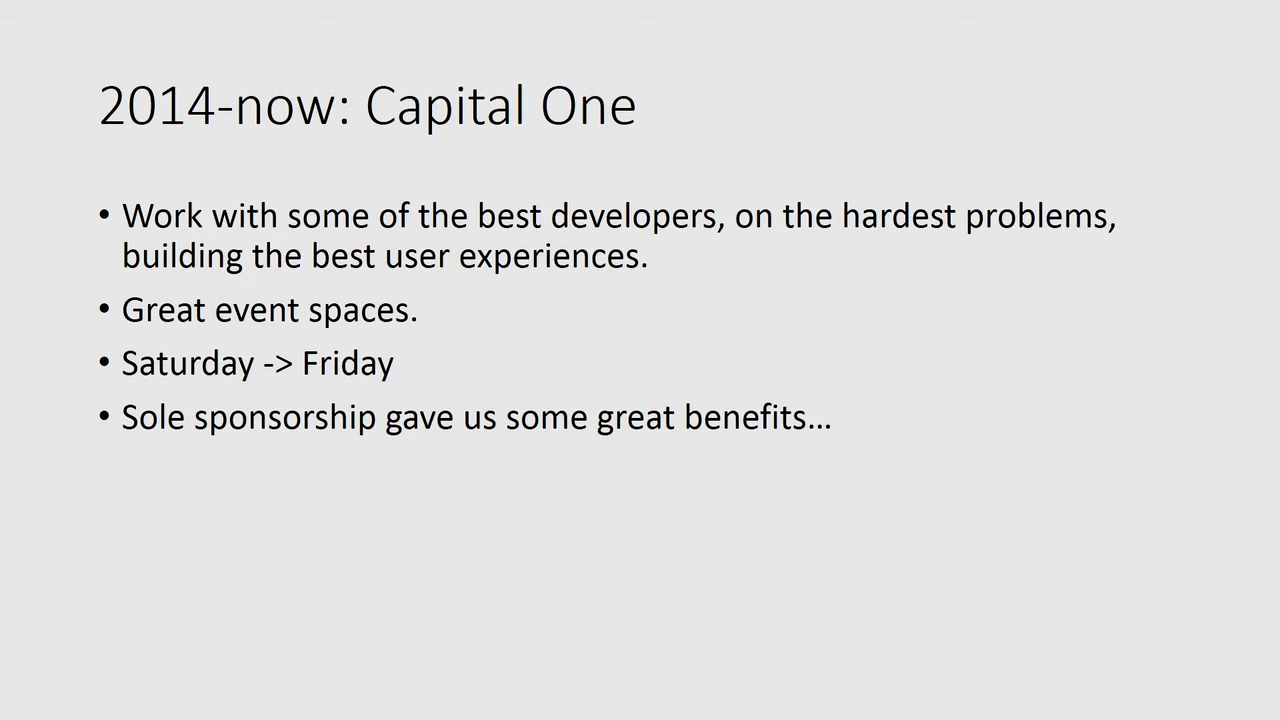 2014-now: Capital One
• Work with some of the best developers, on the hardest problems,
building the best user experiences.
• Great event spaces.
• Saturday -> Friday
• Sole sponsorship gave us some great benefits…